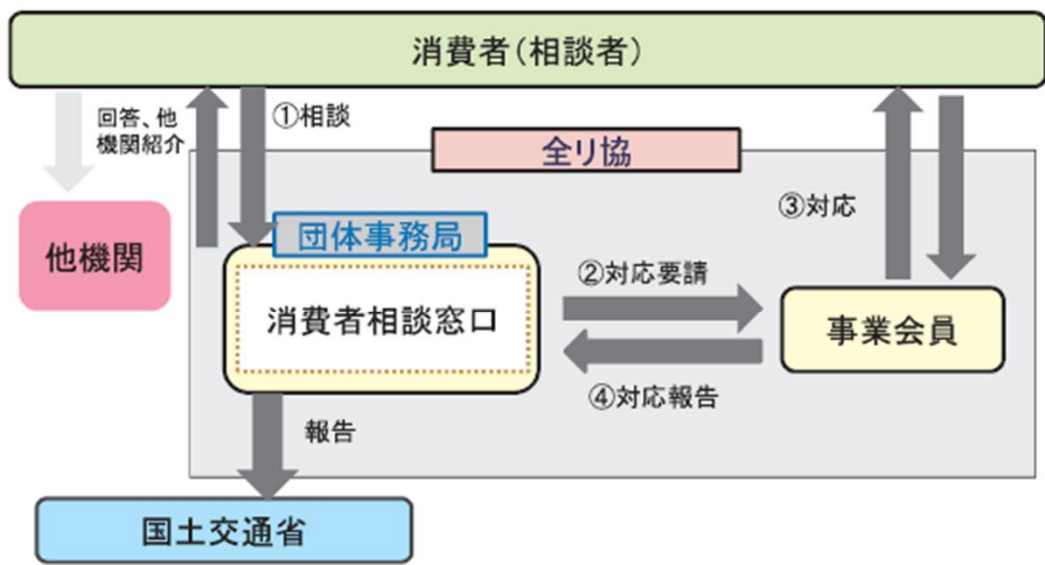 消費者(相談者)
回答、他
機関紹介
①相談
全リ協
③対応
他機関
団体事務局
②対応要請
消費者相談窓口
事業会員
④対応報告
報告
国土交通省